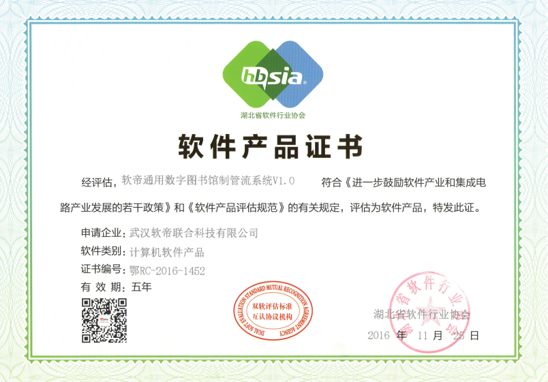 hbsia
湖北省软件行业协会
软件产品证书
经评估，软帝通用数字图书馆制管流系统V1.0 符合《进一步鼓励软件产业和集成电
路产业发展的若干政策》和《软件产品评估规范》的有关规定，评估为软件产品，特发此证。
申请企业：武汉软帝联合科技有限公司
软件类别：计算机软件产品
证书编号：鄂RC-2016-1452
有 效 期：五年
DUAL SOFT EVALUATION STANDARD MUTUAL RECOGNITION AGREEMENT AGENCY
双软评估标准
互认协议机构
湖北省软件行业协会
湖北省软件行业协会
2016 年 11 月 25 日